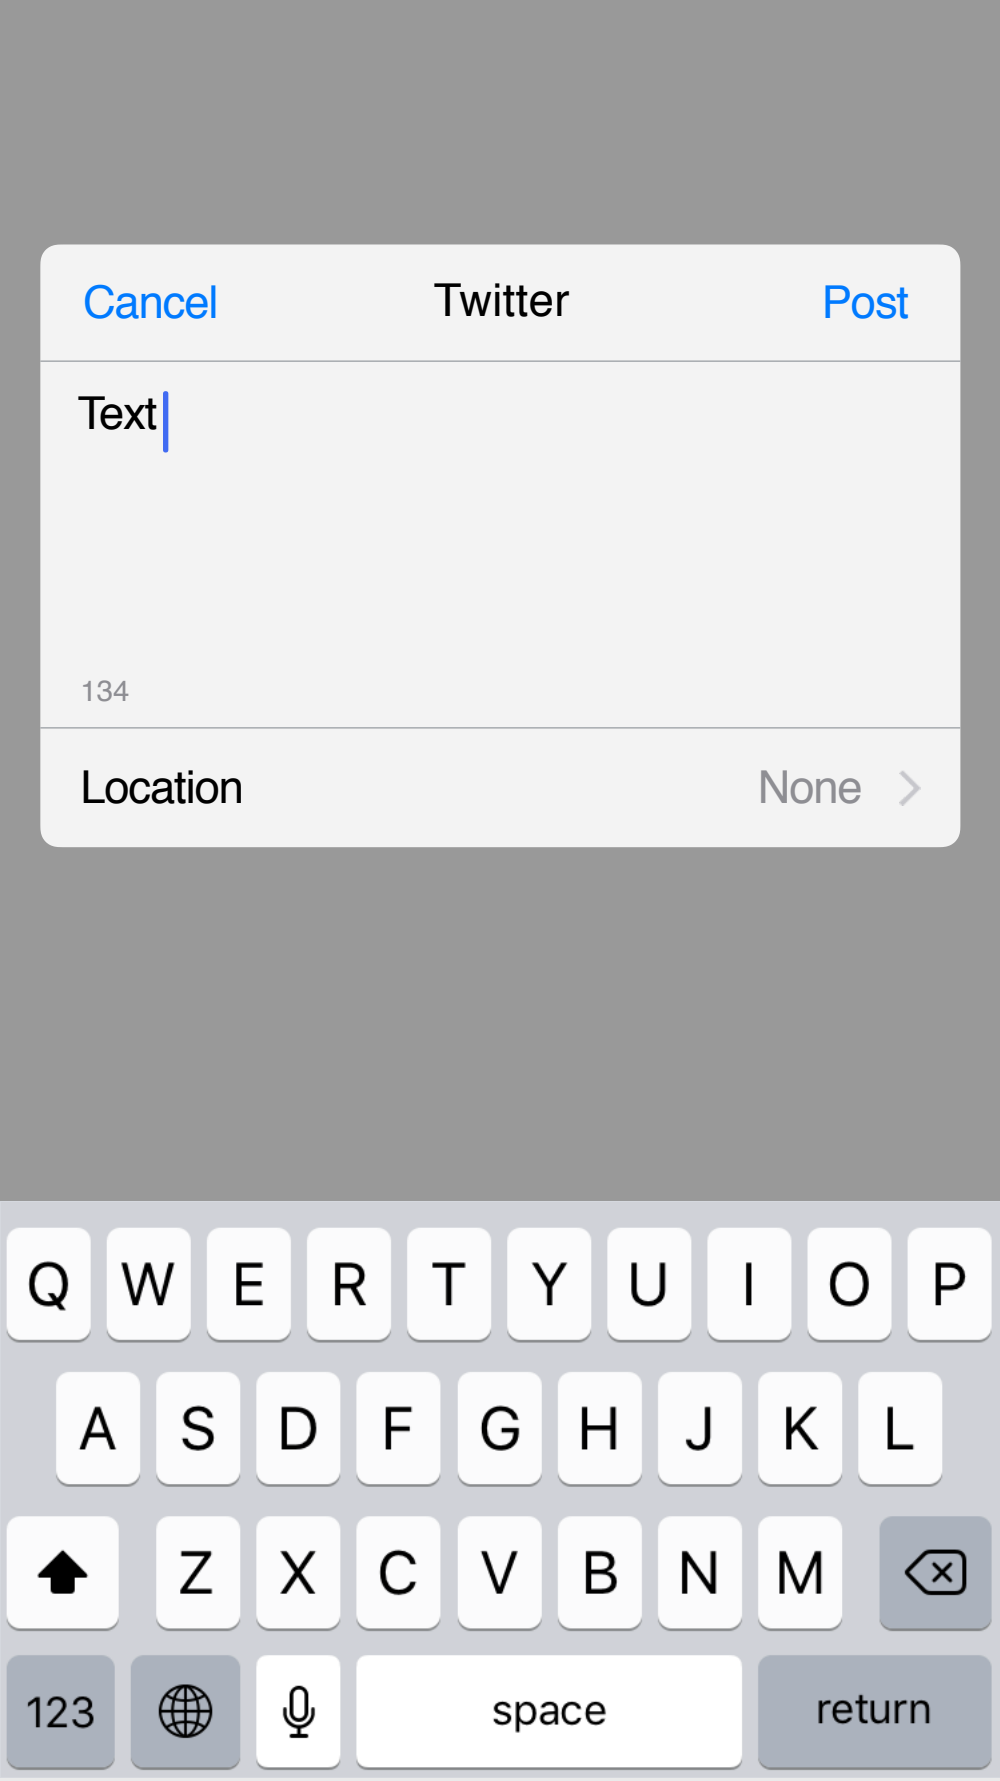 Cancel Twitter Post
Text
134
Location None
Q W E R T Y U I O P
A S D F G H J K L
Z X C V B N M
123 space return